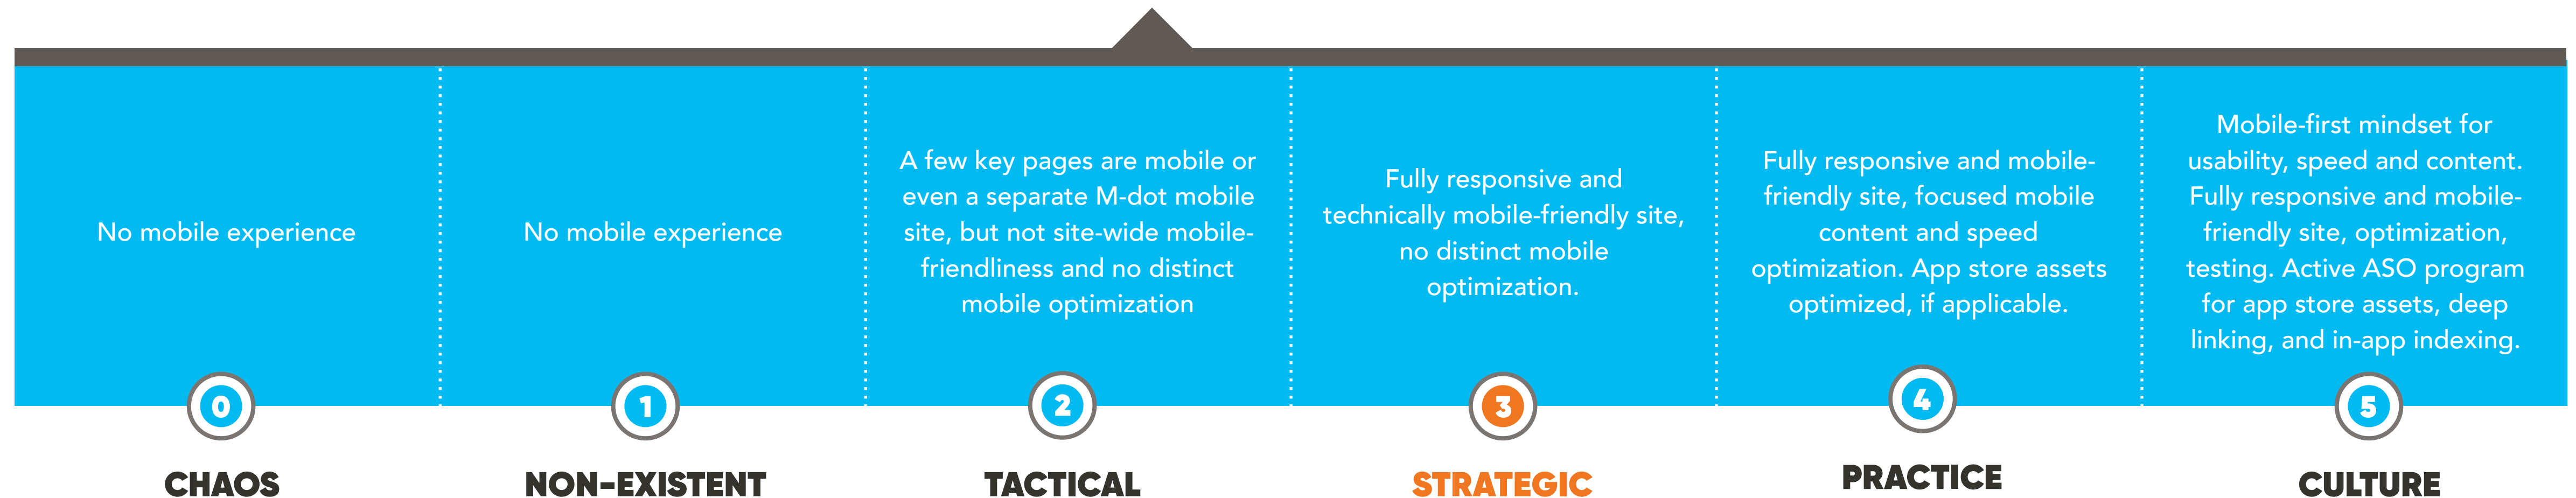 No mobile experience
0
CHAOS
No mobile experience
1
NON-EXISTENT
A few key pages are mobile or
even a separate M-dot mobile
site, but not site-wide mobile-
friendliness and no distinct
mobile optimization
2
TACTICAL
Fully responsive and
technically mobile-friendly site,
no distinct mobile
optimization.
3
STRATEGIC
Fully responsive and mobile-
friendly site, focused mobile
content and speed
optimization. App store assets
optimized, if applicable.
4
PRACTICE
Mobile-first mindset for
usability, speed and content.
Fully responsive and mobile-
friendly site, optimization,
testing. Active ASO program
for app store assets, deep
linking, and in-app indexing.
5
CULTURE